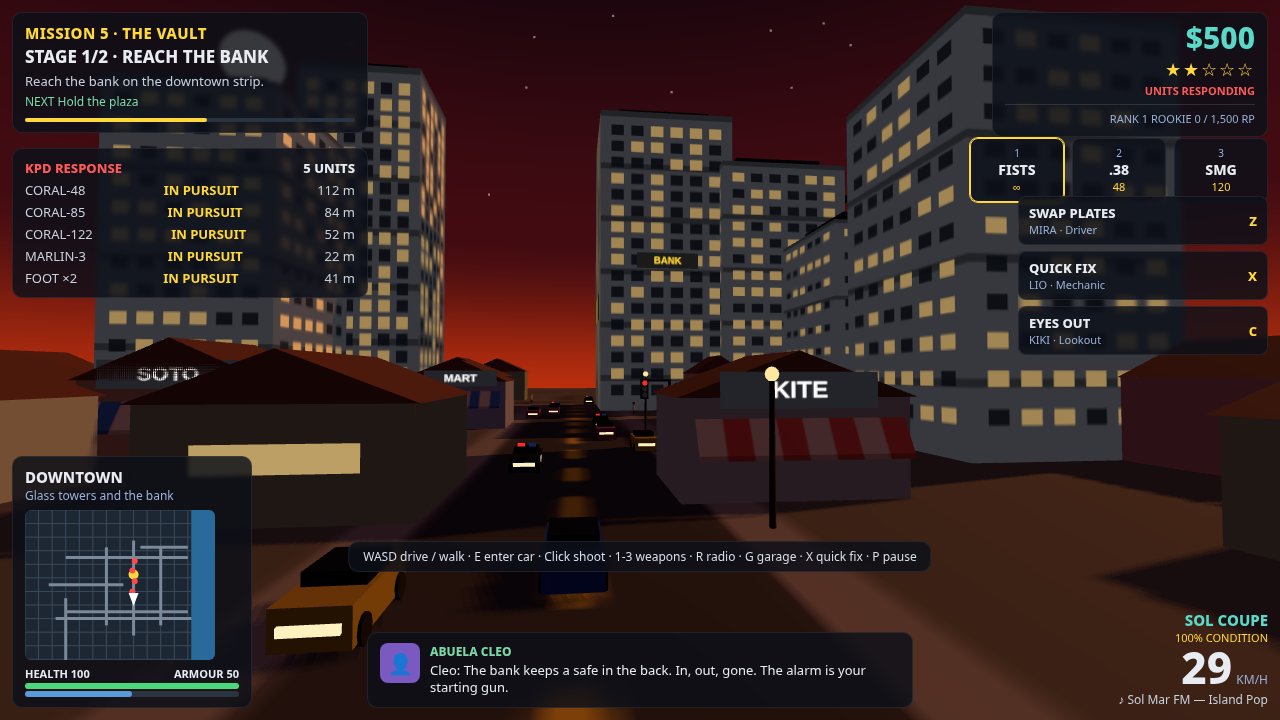 MISSION 5 · THE VAULT
STAGE 1/2 · REACH THE BANK
Reach the bank on the downtown strip.
NEXT Hold the plaza
KPD RESPONSE 5 UNITS
CORAL-48 IN PURSUIT 112 m
CORAL-85 IN PURSUIT 84 m
CORAL-122 IN PURSUIT 52 m
MARLIN-3 IN PURSUIT 22 m
FOOT ×2 IN PURSUIT 41 m
$500
★★☆☆☆
UNITS RESPONDING
RANK 1 ROOKIE 0 / 1,500 RP
1 2 3
FISTS .38 SMG
∞ 48 120
SWAP PLATES Z
MIRA · Driver
QUICK FIX X
LIO · Mechanic
EYES OUT C
KIKI · Lookout
BANK
SOTO
MART
KITE
DOWNTOWN
Glass towers and the bank
HEALTH 100 ARMOUR 50
WASD drive / walk · E enter car · Click shoot · 1-3 weapons · R radio · G garage · X quick fix · P pause
ABUELA CLEO
Cleo: The bank keeps a safe in the back. In, out, gone. The alarm is your
starting gun.
SOL COUPE
100% CONDITION
29 KM/H
♪ Sol Mar FM — Island Pop